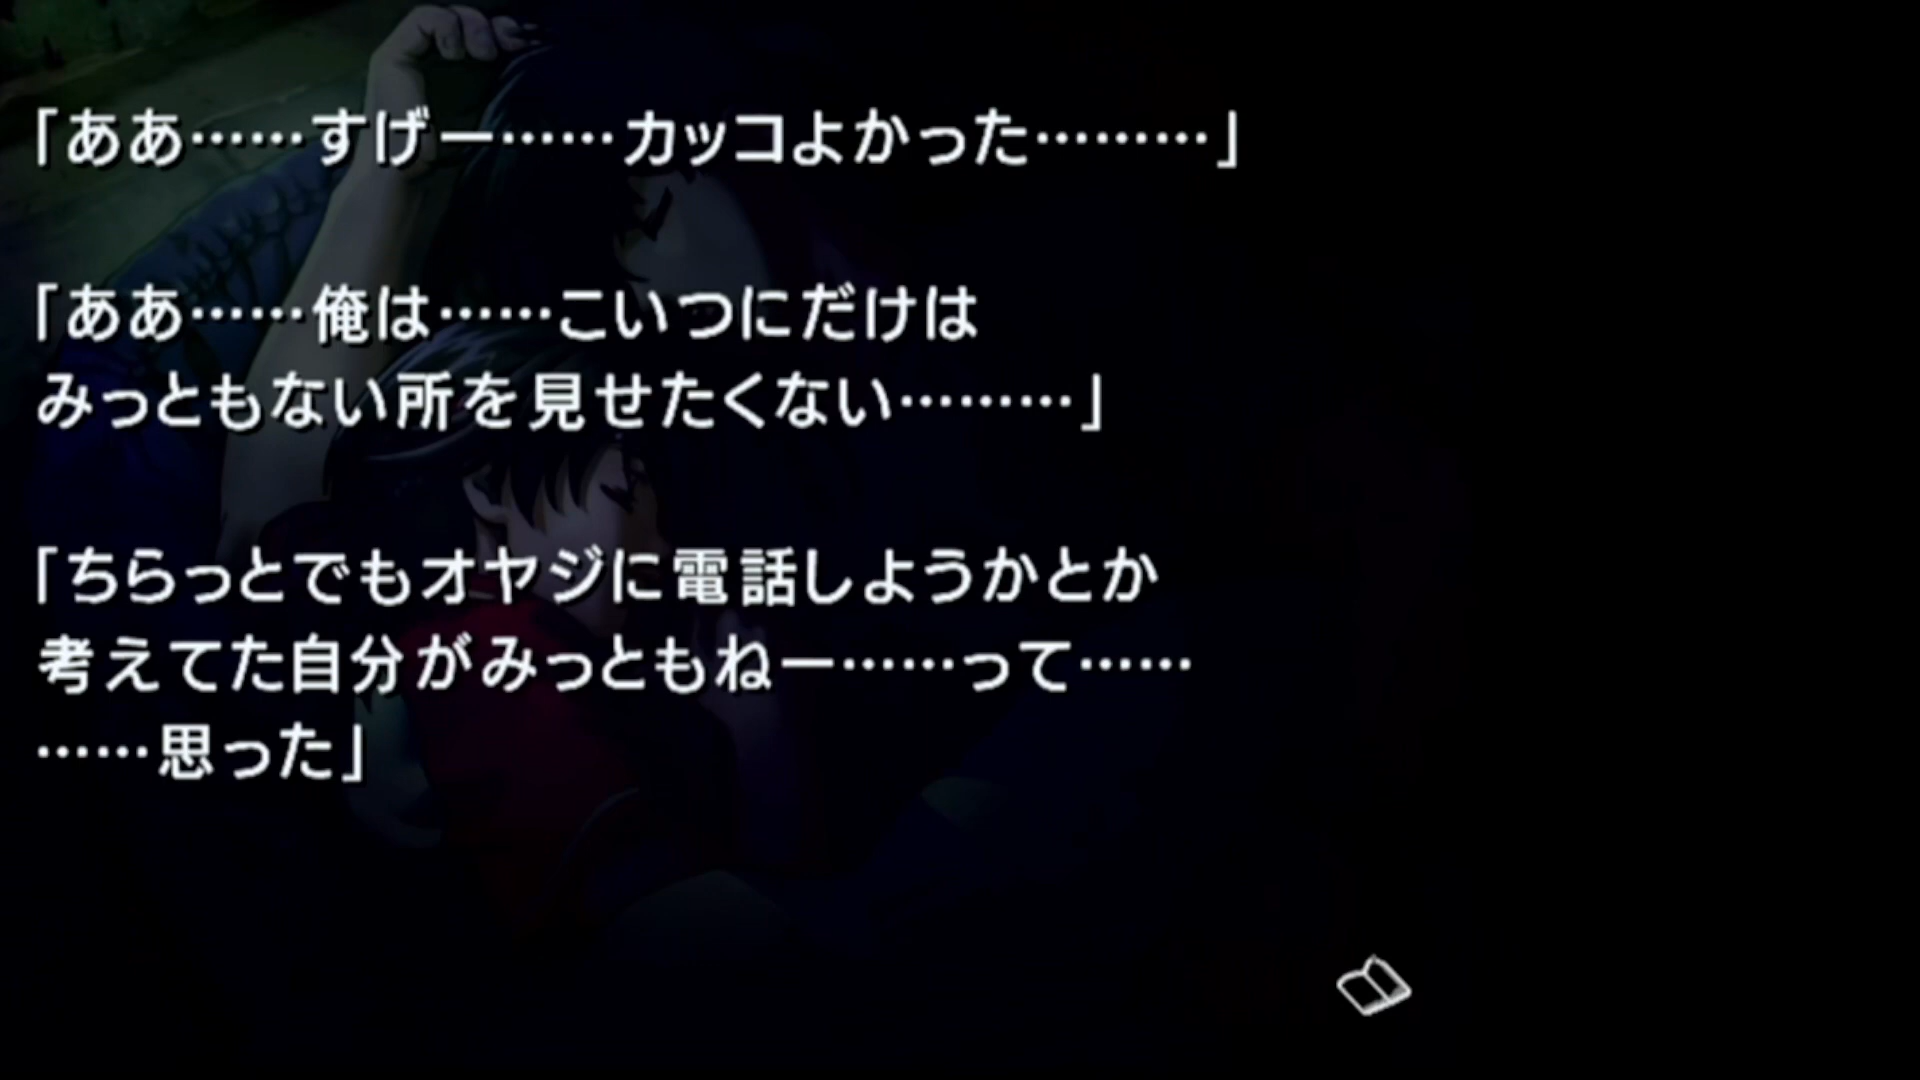 「ああ……すげー……カッコよかった………」
「ああ……俺は……こいつにだけは
みっともない所を見せたくない………」
「ちらっとでもオヤジに電話しようかとか
考えてた自分がみっともねー……って……
……思った」